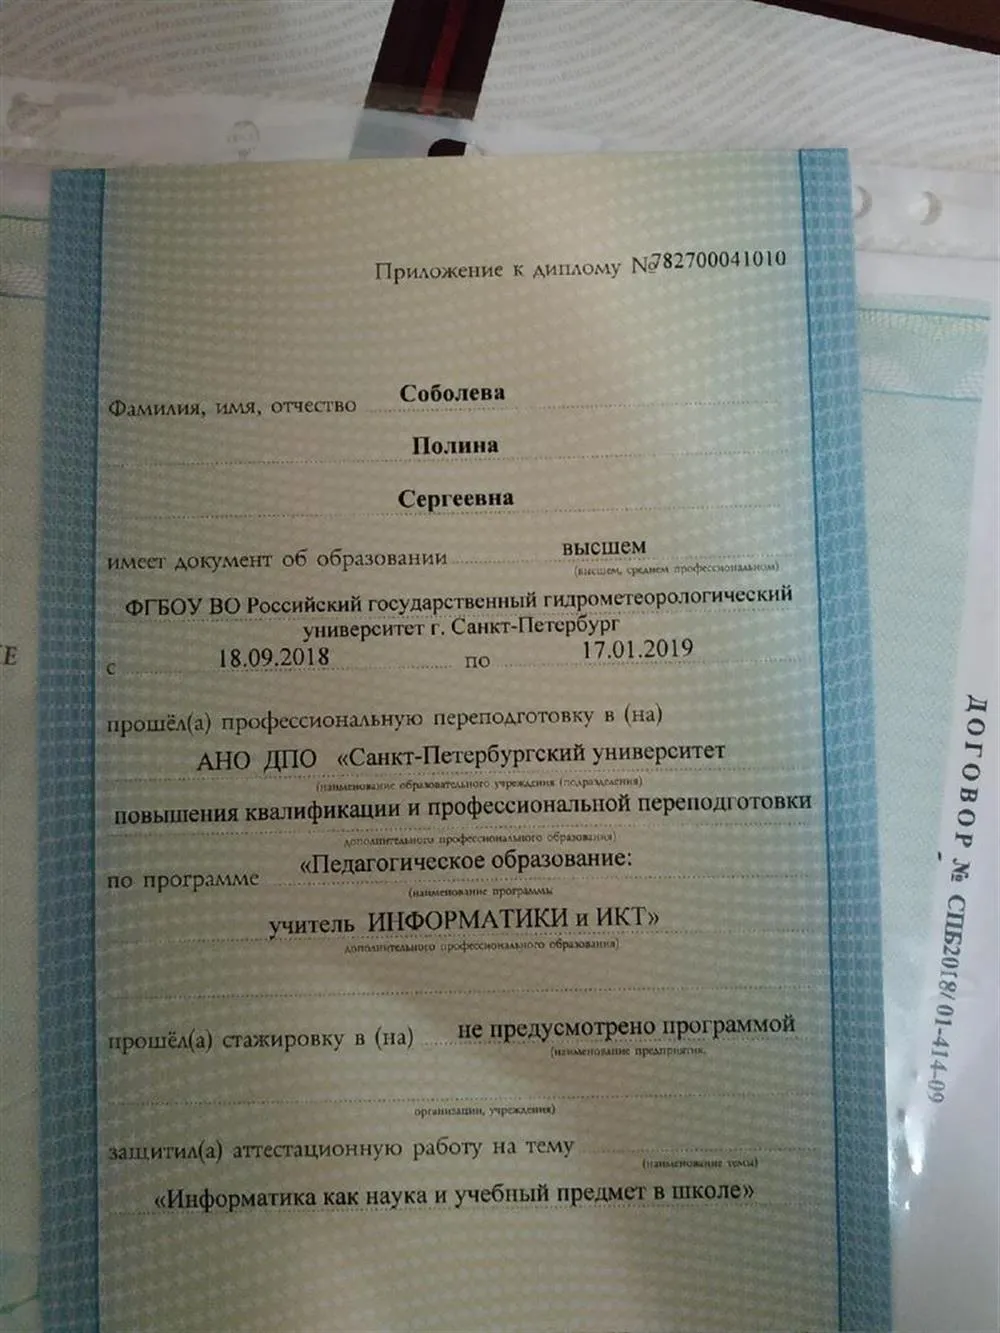 Приложение к диплому №782700041010
Фамилия, имя, отчество Соболева
Полина
Сергеевна
имеет документ об образовании высшем
(высшем, среднем профессиональном)
ФГБОУ ВО Российский государственный гидрометеорологический
университет г. Санкт-Петербург
с 18.09.2018 по 17.01.2019
прошёл(а) профессиональную переподготовку в (на)
АНО ДПО «Санкт-Петербургский университет
(наименование образовательного учреждения (подразделения)
повышения квалификации и профессиональной переподготовки
дополнительного профессионального образования)
по программе «Педагогическое образование:
(наименование программы
учитель ИНФОРМАТИКИ и ИКТ»
дополнительного профессионального образования)
прошёл(а) стажировку в (на) не предусмотрено программой
(наименование предприятия,
организации, учреждения)
защитил(а) аттестационную работу на тему
(наименование темы)
«Информатика как наука и учебный предмет в школе»
ДОГОВОР № СПБ2018/01-414-09